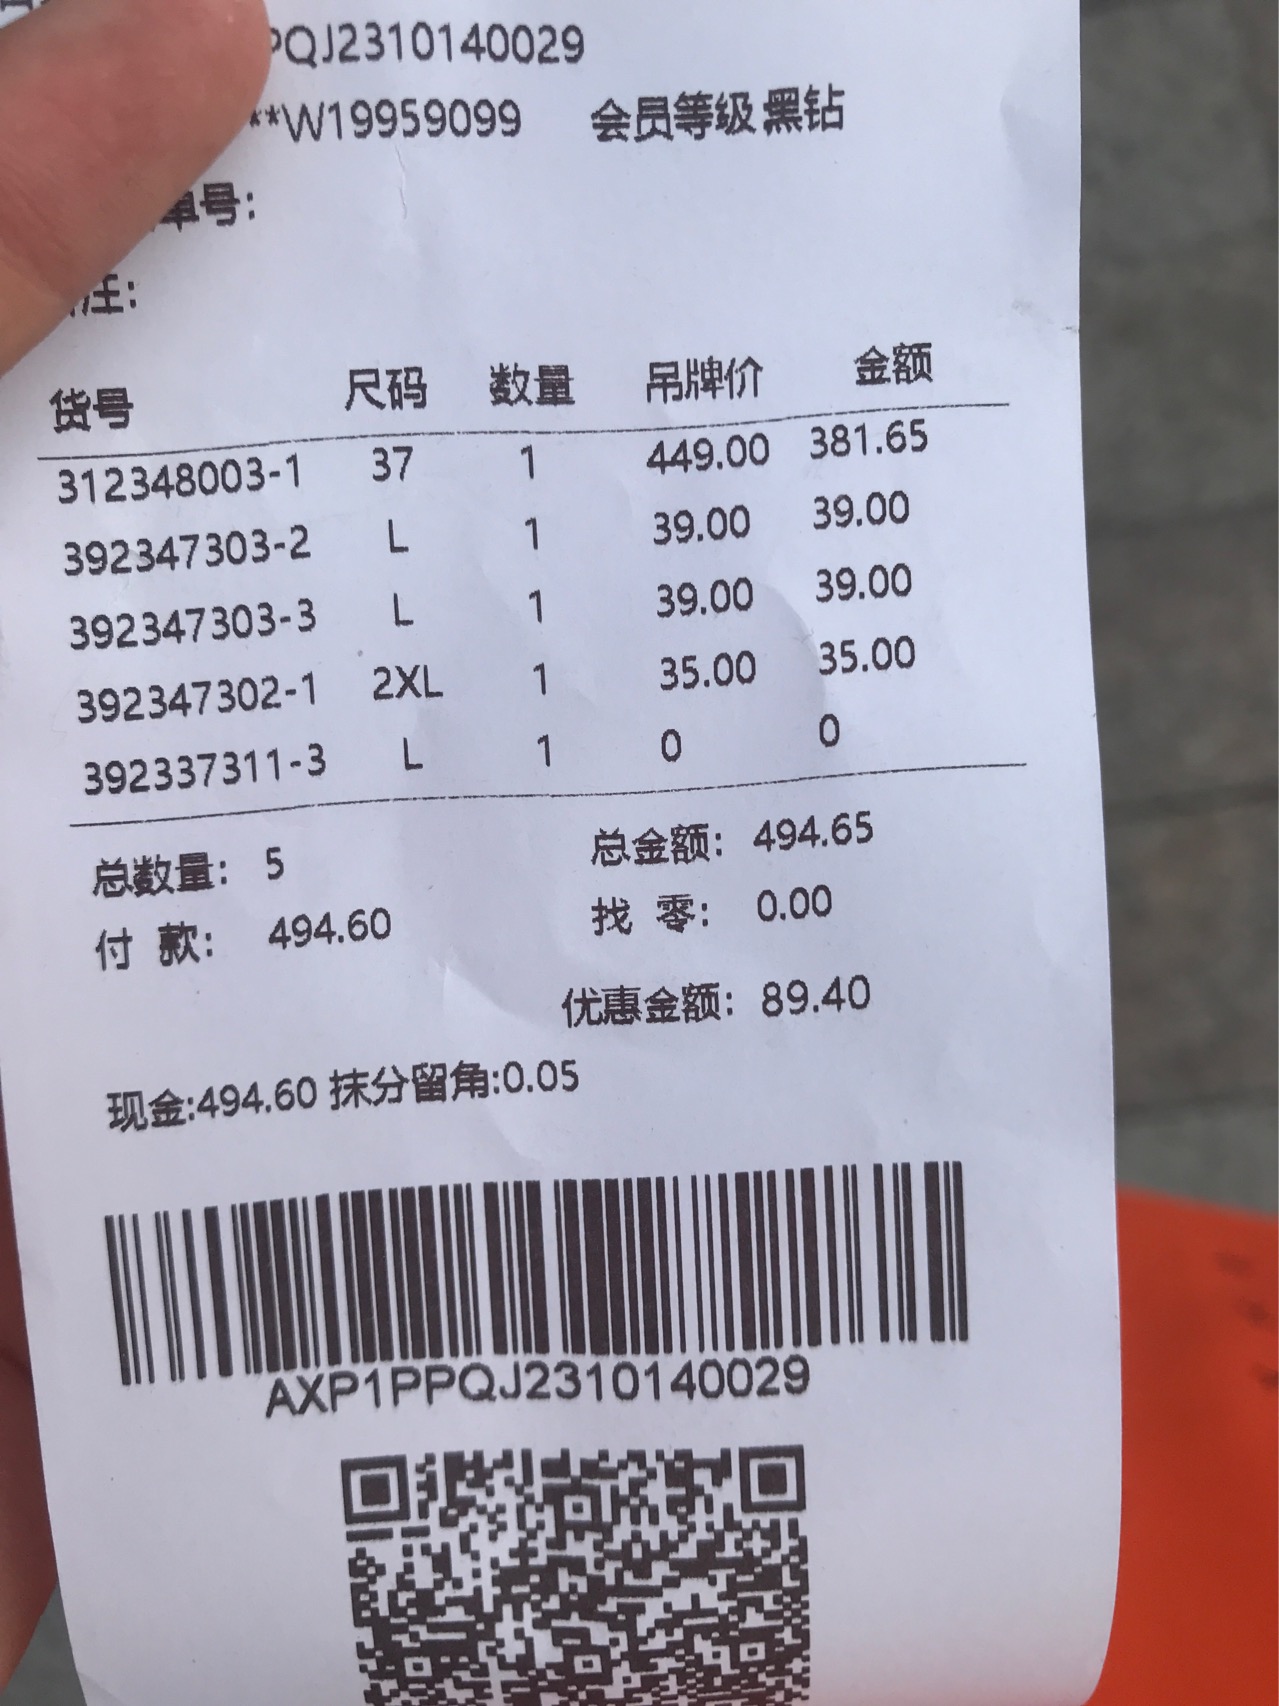 PQJ2310140029
**W19959099 会员等级 黑钻
单号:
注:
货号 尺码 数量 吊牌价 金额
312348003-1 37 1 449.00 381.65
392347303-2 L 1 39.00 39.00
392347303-3 L 1 39.00 39.00
392347302-1 2XL 1 35.00 35.00
392337311-3 L 1 0 0
总数量: 5 总金额: 494.65
付 款: 494.60 找 零: 0.00
优惠金额: 89.40
现金:494.60 抹分留角:0.05
AXP1PPQJ2310140029